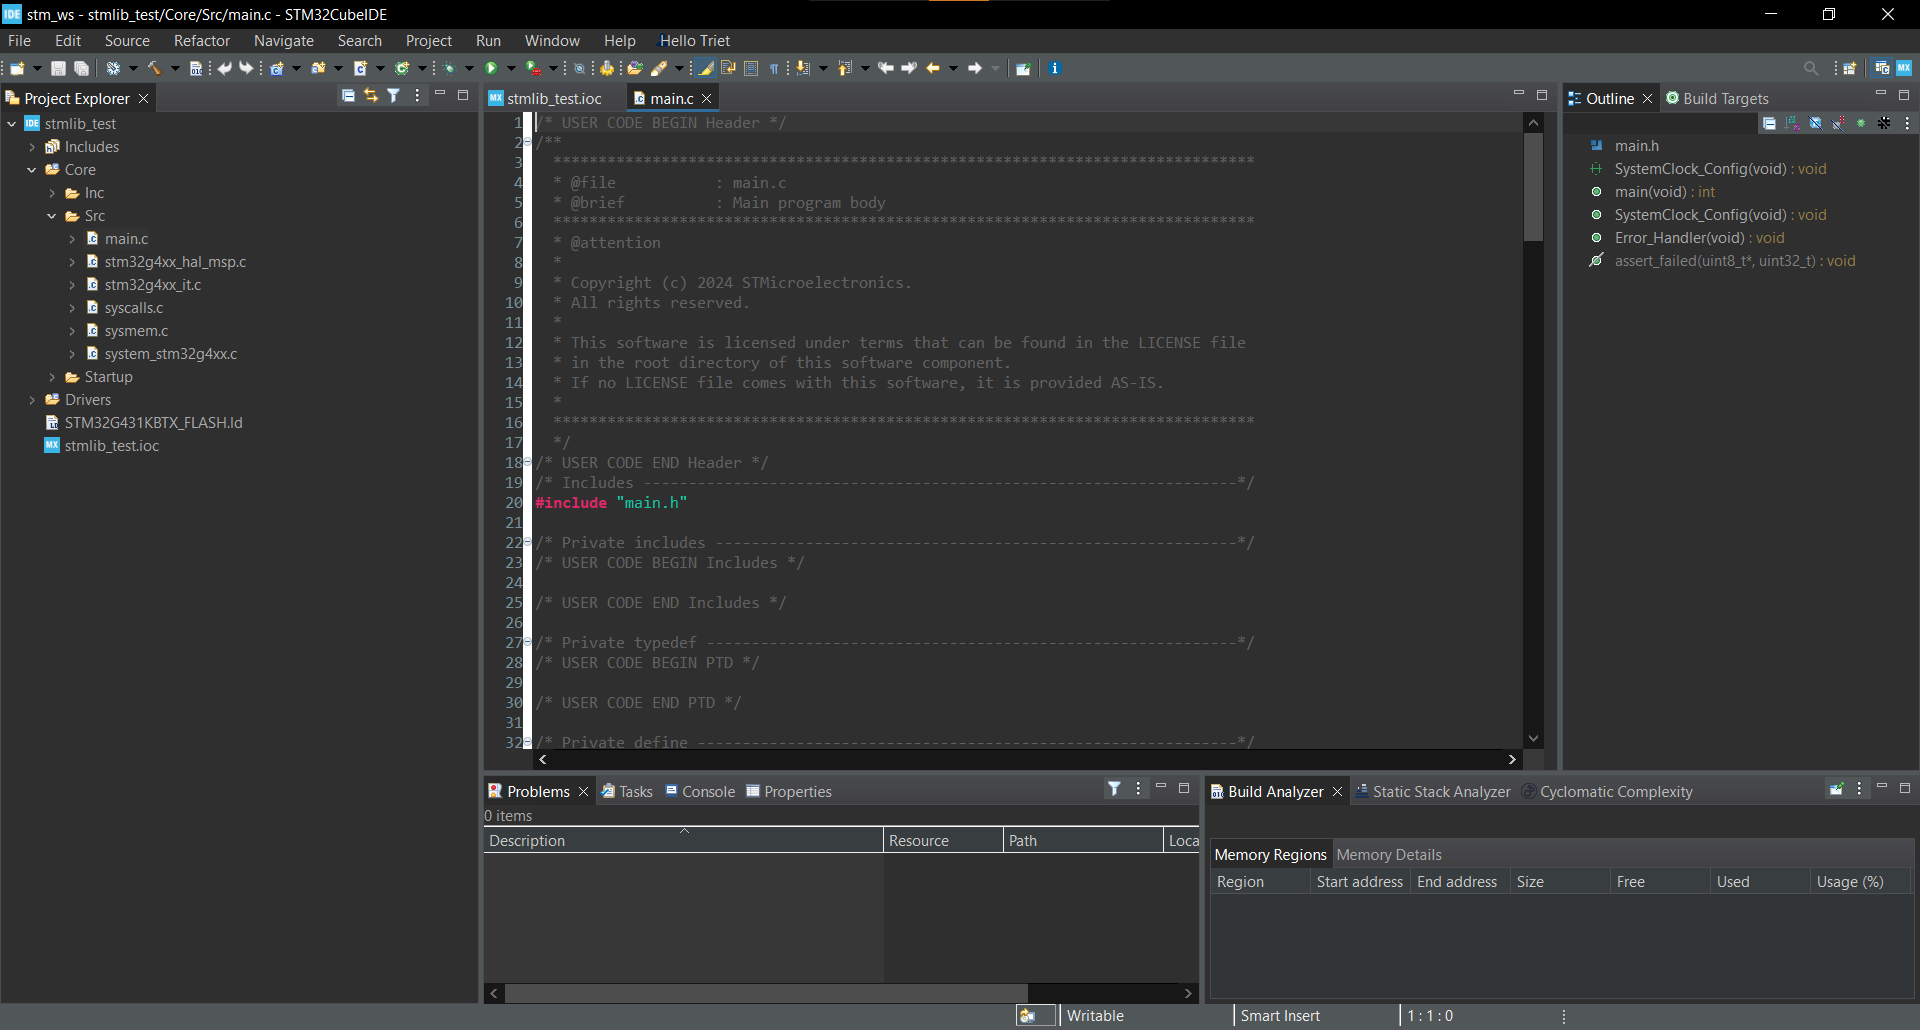 IDE stm_ws - stmlib_test/Core/Src/main.c - STM32CubeIDE
File Edit Source Refactor Navigate Search Project Run Window Help Hello Triet
Project Explorer
IDE stmlib_test
Includes
Core
Inc
Src
main.c
stm32g4xx_hal_msp.c
stm32g4xx_it.c
syscalls.c
sysmem.c
system_stm32g4xx.c
Startup
Drivers
STM32G431KBTX_FLASH.ld
MX stmlib_test.ioc
MX stmlib_test.ioc main.c
1 /* USER CODE BEGIN Header */
2 /**
3 ******************************************************************************
4 * @file : main.c
5 * @brief : Main program body
6 ******************************************************************************
7 * @attention
8 *
9 * Copyright (c) 2024 STMicroelectronics.
10 * All rights reserved.
11 *
12 * This software is licensed under terms that can be found in the LICENSE file
13 * in the root directory of this software component.
14 * If no LICENSE file comes with this software, it is provided AS-IS.
15 *
16 ******************************************************************************
17 */
18 /* USER CODE END Header */
19 /* Includes ------------------------------------------------------------------*/
20 #include "main.h"
21
22 /* Private includes ----------------------------------------------------------*/
23 /* USER CODE BEGIN Includes */
24
25 /* USER CODE END Includes */
26
27 /* Private typedef -----------------------------------------------------------*/
28 /* USER CODE BEGIN PTD */
29
30 /* USER CODE END PTD */
31
32 /* Private define ------------------------------------------------------------*/
Outline Build Targets
main.h
SystemClock_Config(void) : void
main(void) : int
SystemClock_Config(void) : void
Error_Handler(void) : void
assert_failed(uint8_t*, uint32_t) : void
Problems Tasks Console Properties
0 items
Description Resource Path Loca
Build Analyzer Static Stack Analyzer Cyclomatic Complexity
Memory Regions Memory Details
Region Start address End address Size Free Used Usage (%)
Writable Smart Insert 1 : 1 : 0